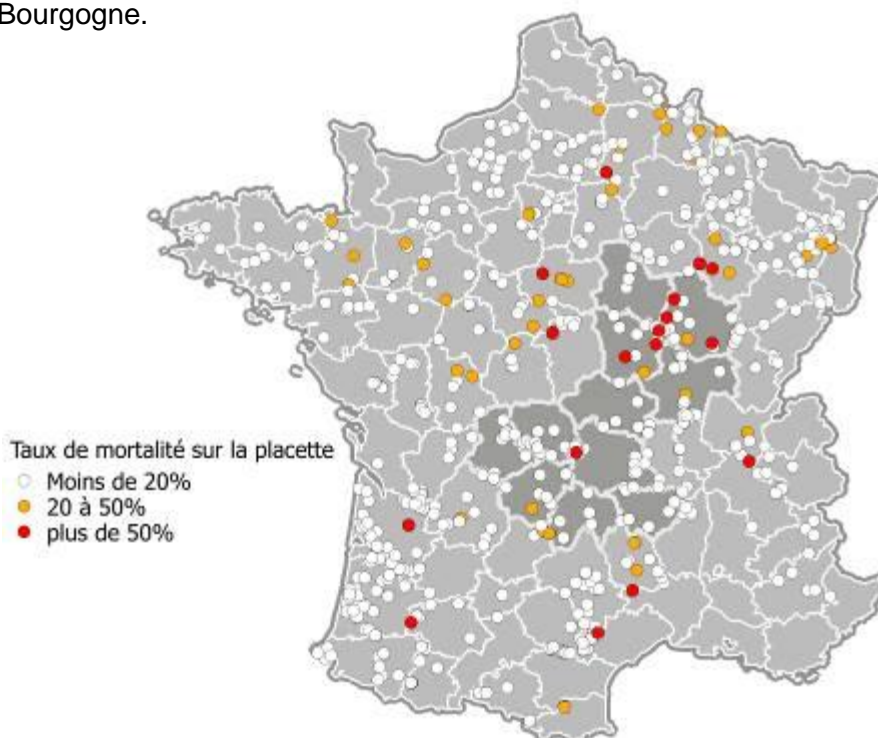 Bourgogne.
Taux de mortalité sur la placette
Moins de 20%
20 à 50%
plus de 50%